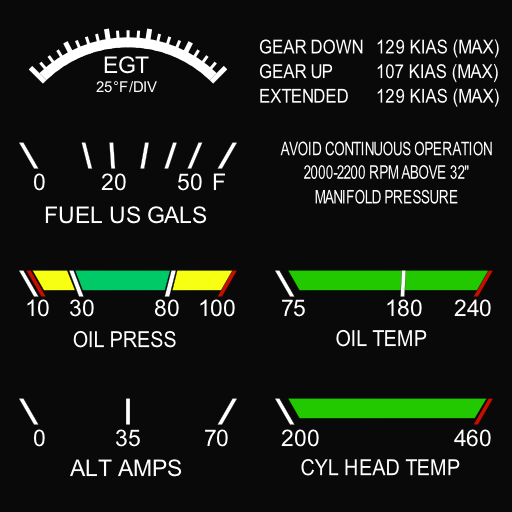 EGT
25°F/DIV
GEAR DOWN 129 KIAS (MAX)
GEAR UP 107 KIAS (MAX)
EXTENDED 129 KIAS (MAX)
AVOID CONTINUOUS OPERATION
2000-2200 RPM ABOVE 32"
MANIFOLD PRESSURE
0 20 50 F
FUEL US GALS
10 30 80 100
OIL PRESS
75 180 240
OIL TEMP
0 35 70
ALT AMPS
200 460
CYL HEAD TEMP